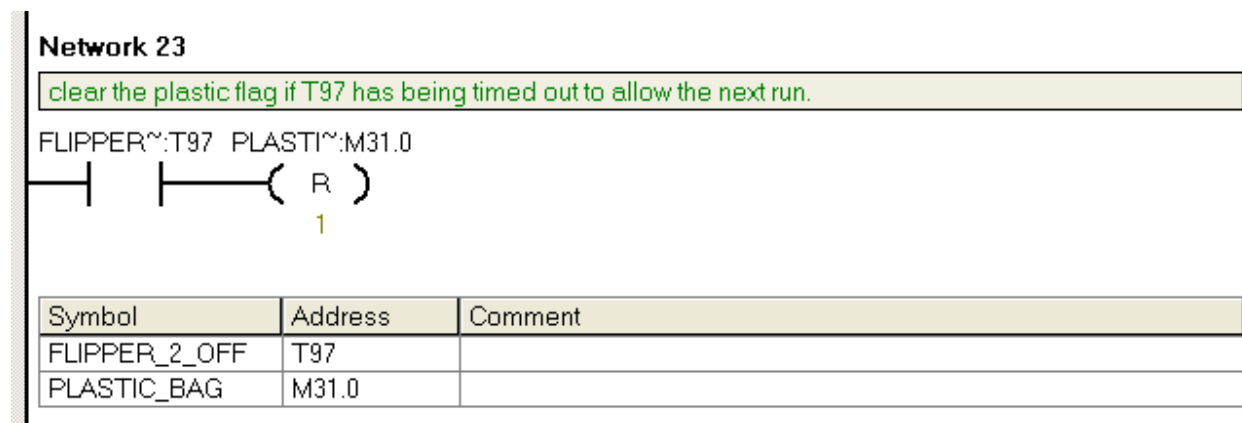 Network 23
clear the plastic flag if T97 has being timed out to allow the next run.
FLIPPER~:T97 PLASTI~:M31.0
R
1
Symbol Address Comment
FLIPPER_2_OFF T97
PLASTIC_BAG M31.0